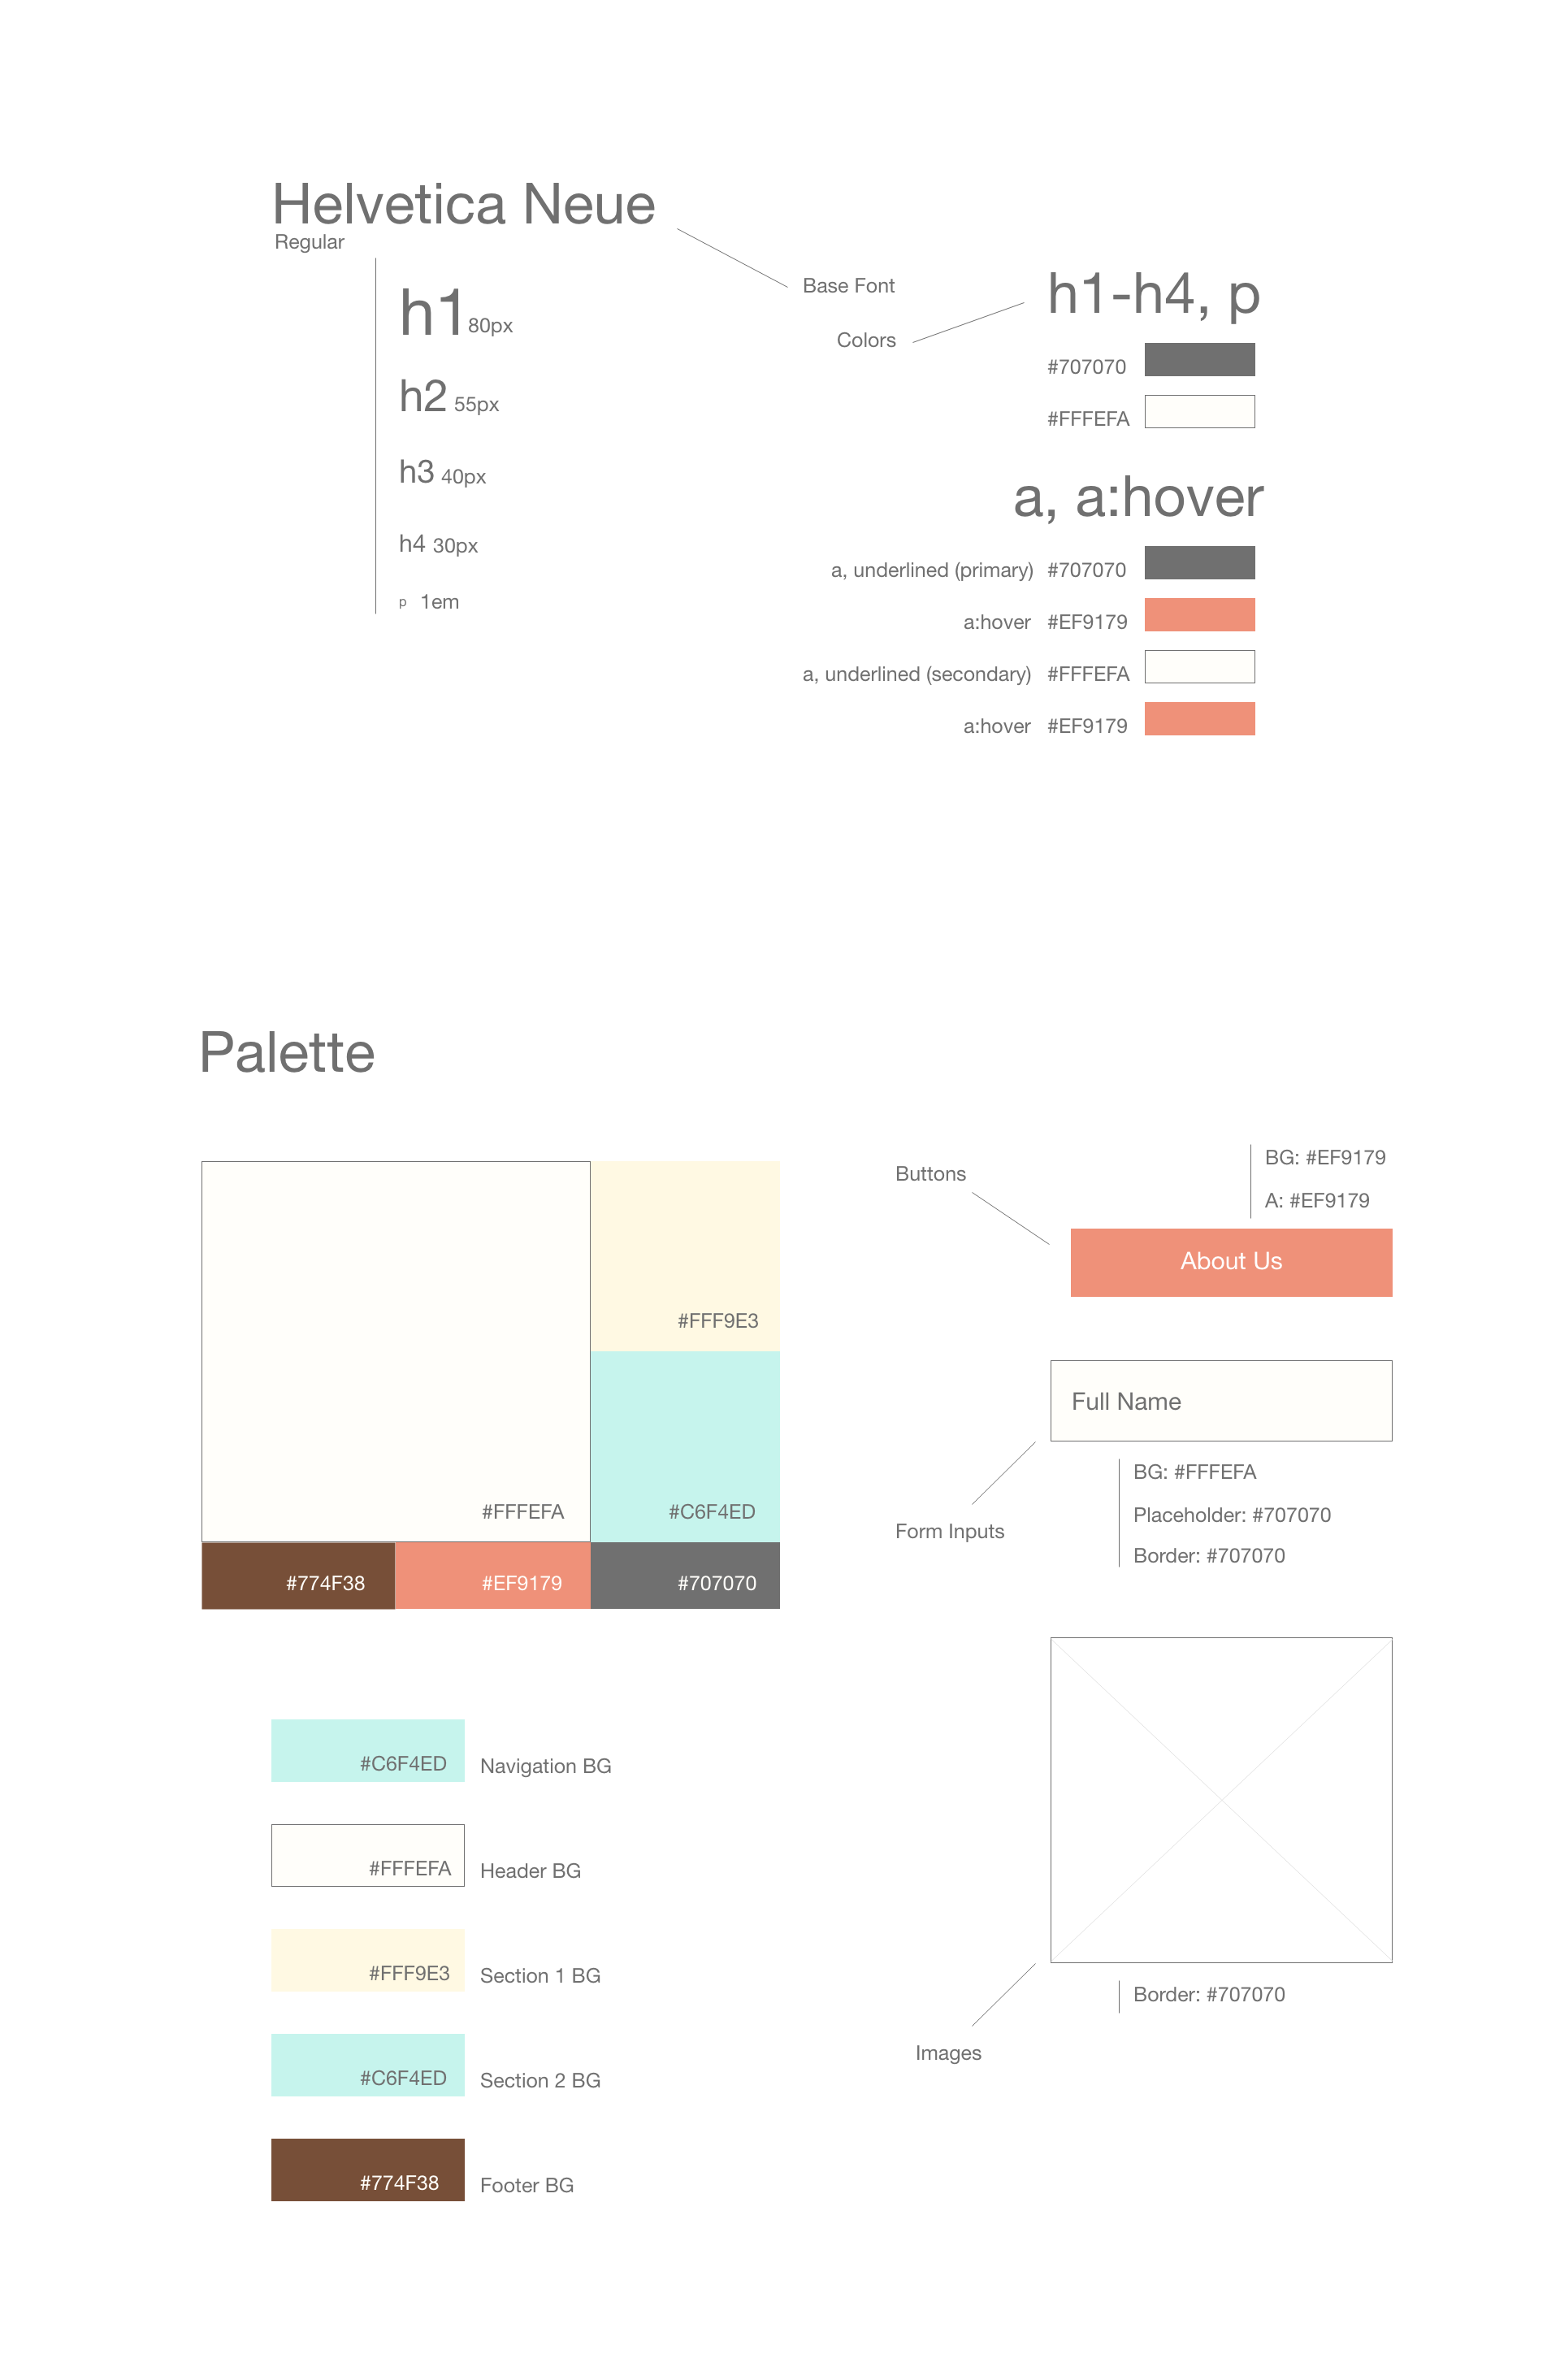 Helvetica Neue
Regular
h1 80px
h2 55px
h3 40px
h4 30px
p 1em
Base Font
Colors
h1-h4, p
#707070
#FFFEFA
a, a:hover
a, underlined (primary) #707070
a:hover #EF9179
a, underlined (secondary) #FFFEFA
a:hover #EF9179
Palette
#FFF9E3
#FFFEFA
#C6F4ED
#774F38
#EF9179
#707070
#C6F4ED Navigation BG
#FFFEFA Header BG
#FFF9E3 Section 1 BG
#C6F4ED Section 2 BG
#774F38 Footer BG
Buttons
BG: #EF9179
A: #EF9179
About Us
Full Name
Form Inputs
BG: #FFFEFA
Placeholder: #707070
Border: #707070
Images
Border: #707070